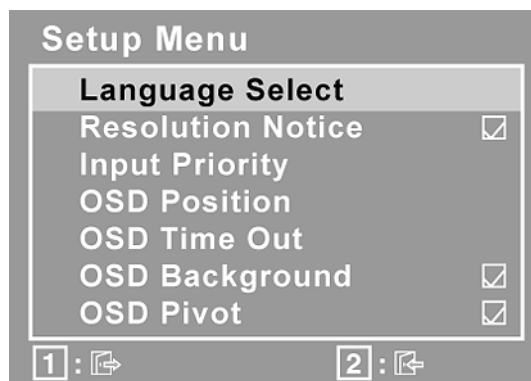 Setup Menu
Language Select
Resolution Notice
Input Priority
OSD Position
OSD Time Out
OSD Background
OSD Pivot
1 : 2 :